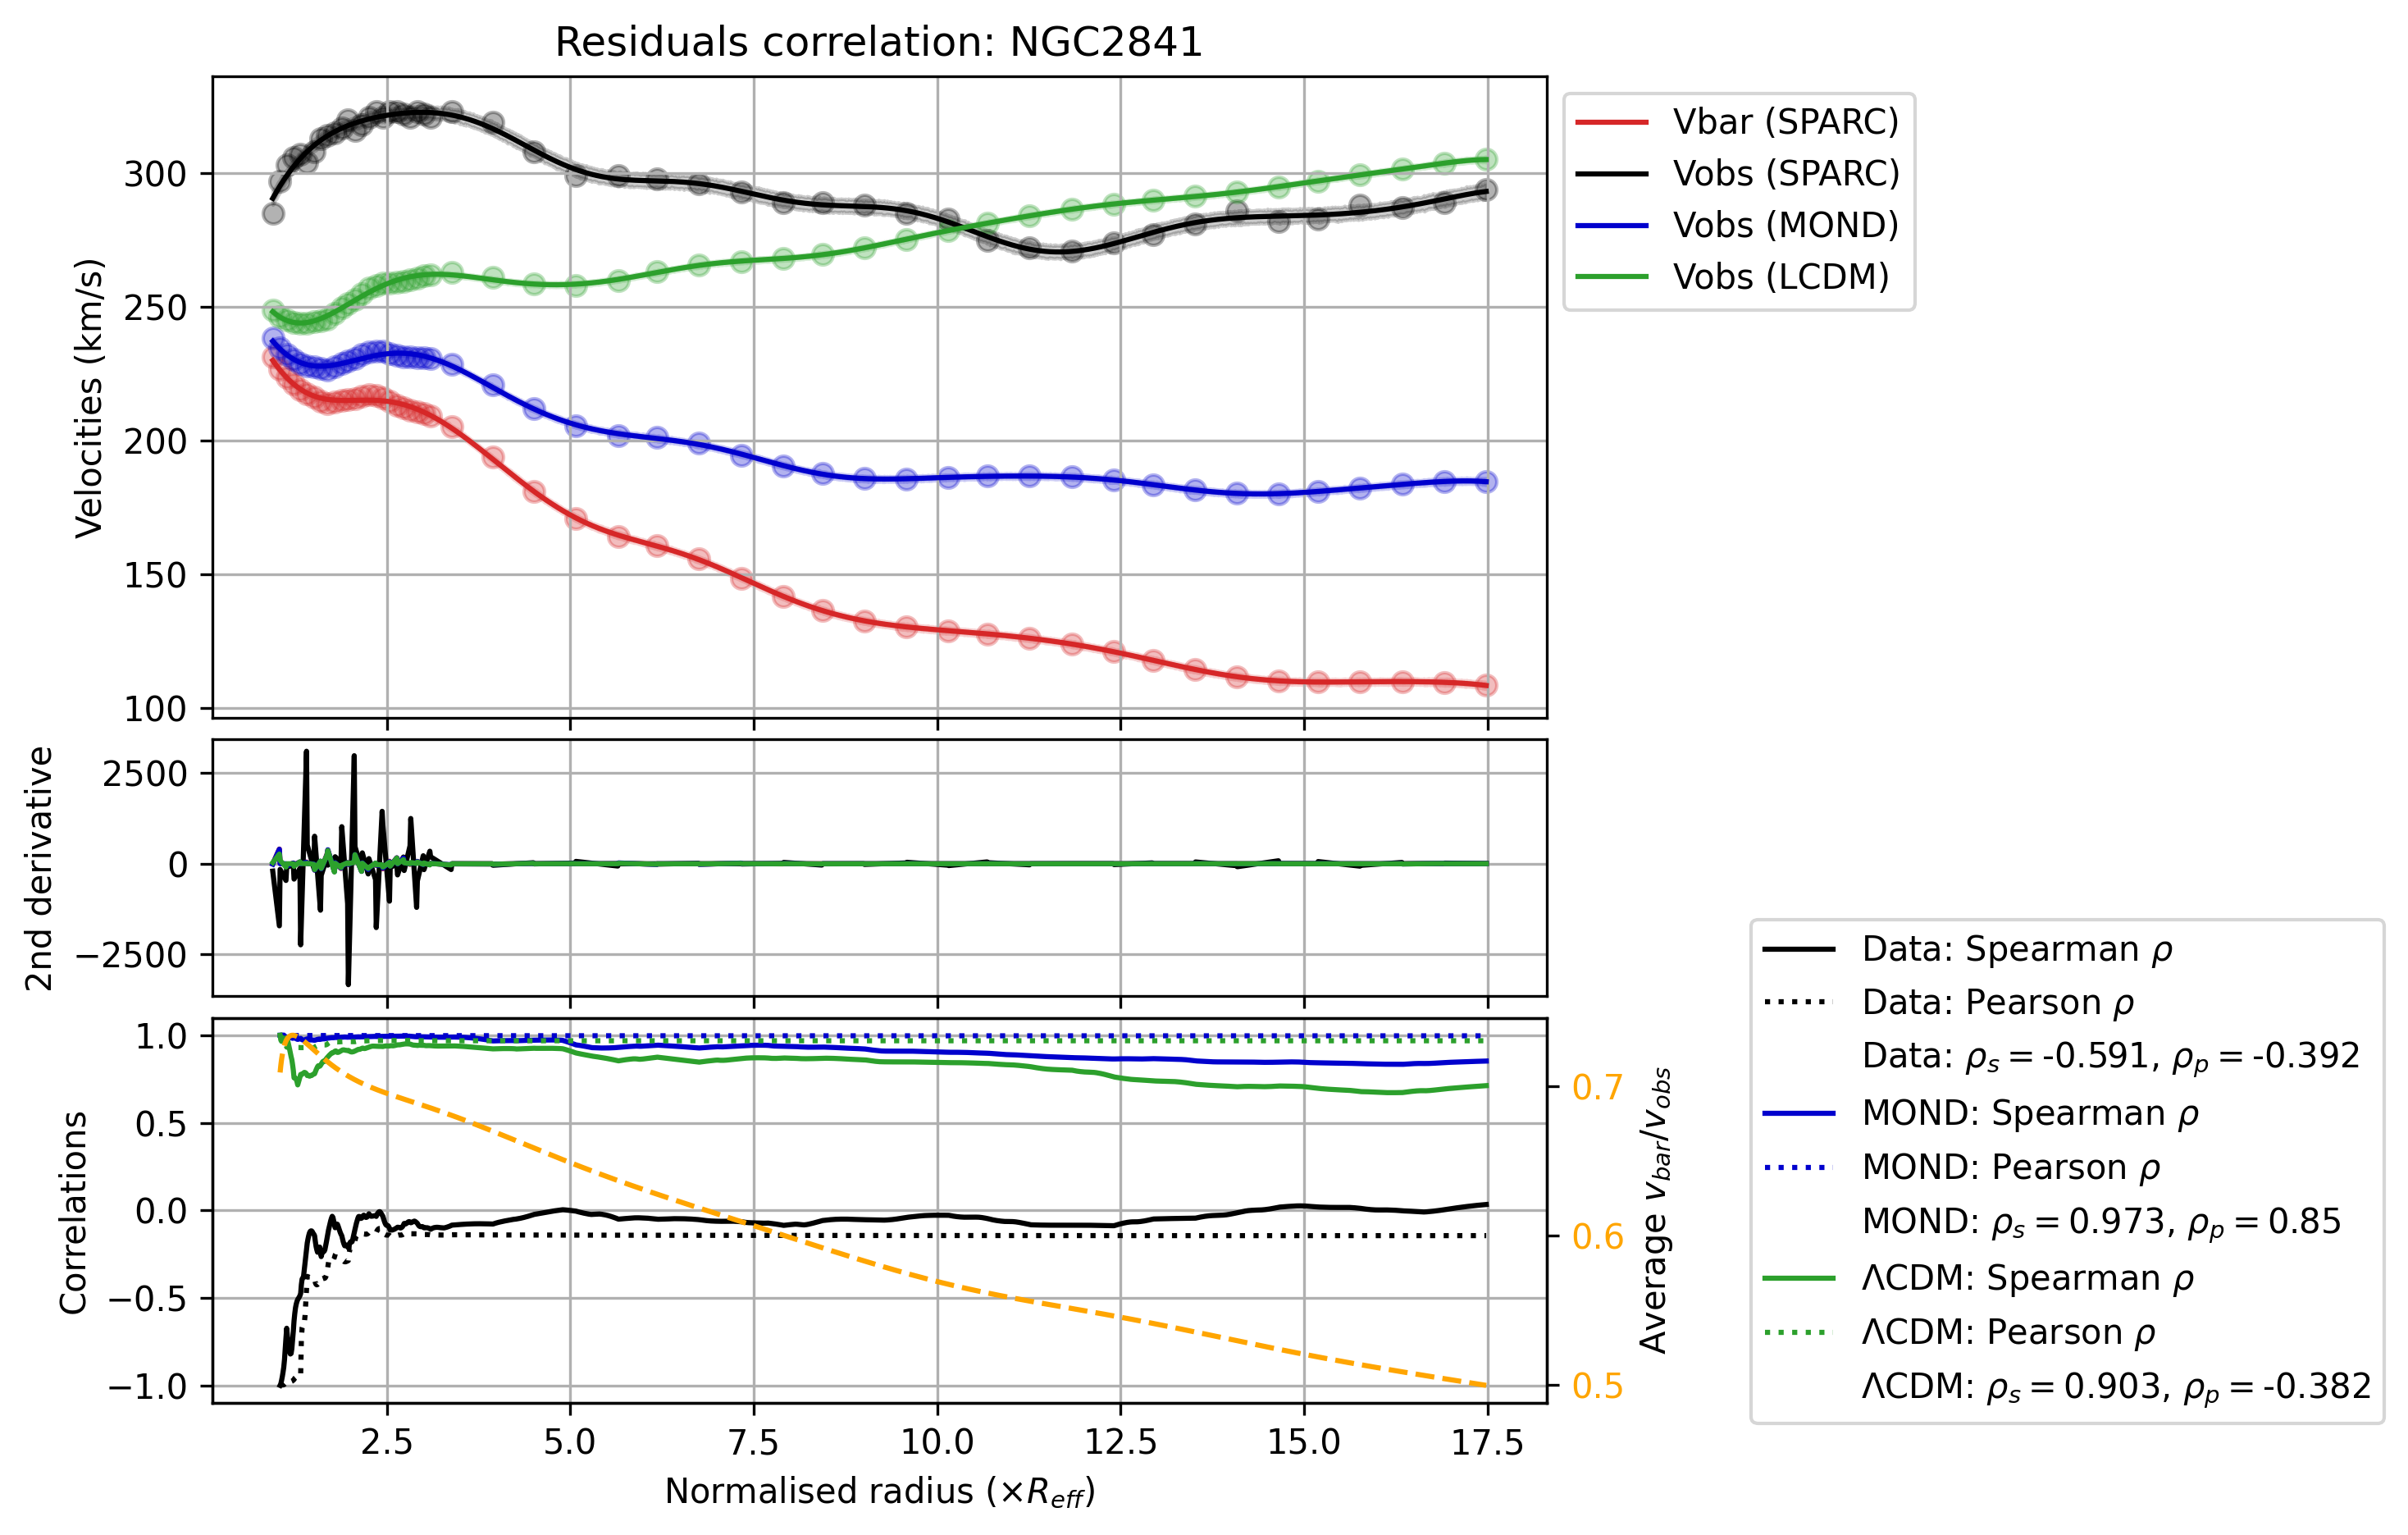 Residuals correlation: NGC2841
Velocities (km/s)
300
250
200
150
100
Vbar (SPARC)
Vobs (SPARC)
Vobs (MOND)
Vobs (LCDM)
2nd derivative
2500
0
−2500
Correlations
1.0
0.5
0.0
−0.5
−1.0
0.7
0.6
0.5
Average v_bar/v_obs
2.5 5.0 7.5 10.0 12.5 15.0 17.5
Normalised radius (×R_eff)
Data: Spearman ρ
Data: Pearson ρ
Data: ρ_s = -0.591, ρ_p = -0.392
MOND: Spearman ρ
MOND: Pearson ρ
MOND: ρ_s = 0.973, ρ_p = 0.85
ΛCDM: Spearman ρ
ΛCDM: Pearson ρ
ΛCDM: ρ_s = 0.903, ρ_p = -0.382